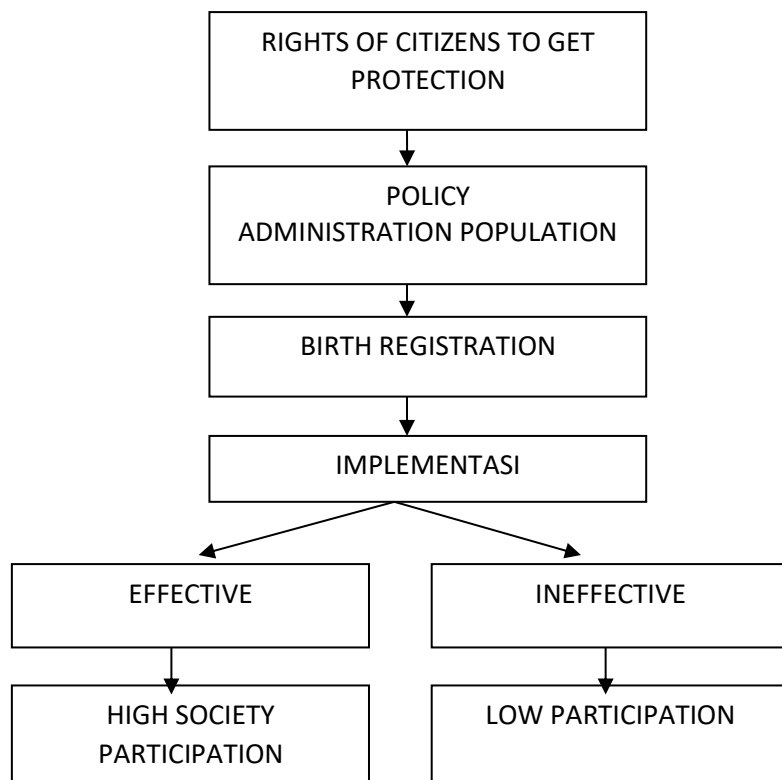 RIGHTS OF CITIZENS TO GET
PROTECTION
POLICY
ADMINISTRATION POPULATION
BIRTH REGISTRATION
IMPLEMENTASI
EFFECTIVE
INEFFECTIVE
HIGH SOCIETY
PARTICIPATION
LOW PARTICIPATION